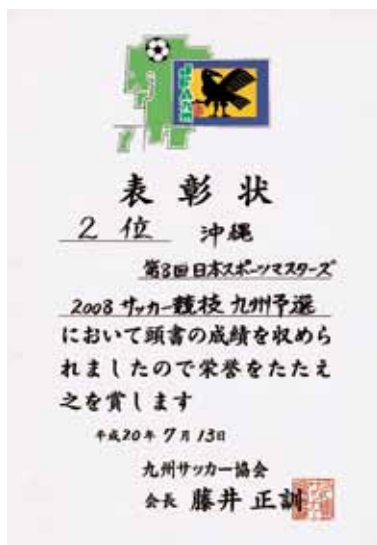 表彰状
2位 沖縄
第8回日本スポーツマスターズ
2008 サッカー競技 九州予選
において頭書の成績を収めら
れましたので栄誉をたたえ
之を賞します
平成20年7月13日
九州サッカー協会
会長 藤井正訓